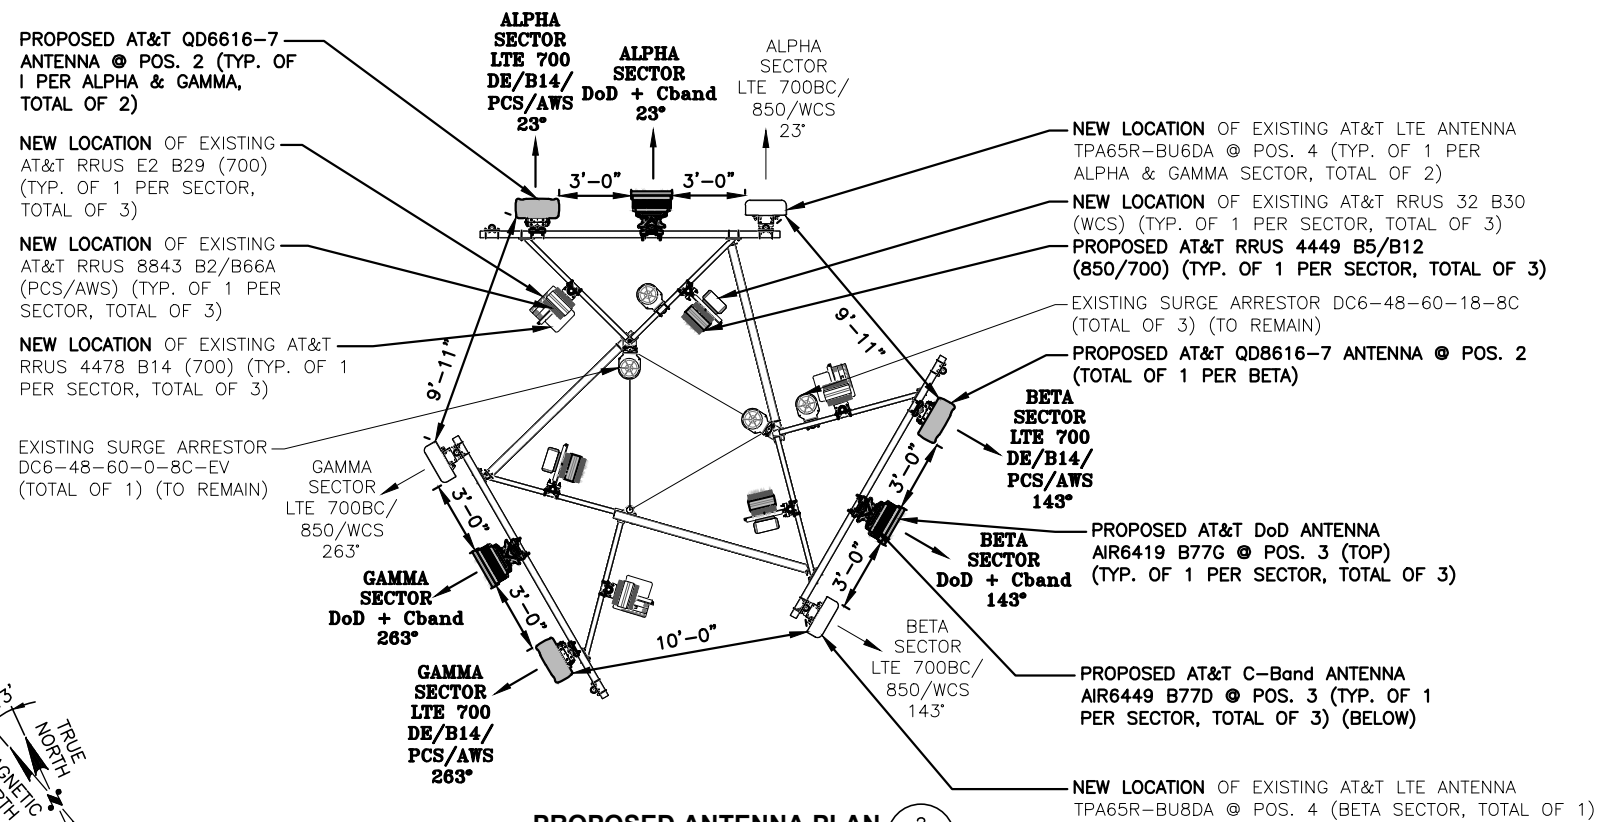 PROPOSED AT&T QD6616-7
ANTENNA @ POS. 2 (TYP. OF
I PER ALPHA & GAMMA,
TOTAL OF 2)
NEW LOCATION OF EXISTING
AT&T RRUS E2 B29 (700)
(TYP. OF 1 PER SECTOR,
TOTAL OF 3)
NEW LOCATION OF EXISTING
AT&T RRUS 8843 B2/B66A
(PCS/AWS) (TYP. OF 1 PER
SECTOR, TOTAL OF 3)
NEW LOCATION OF EXISTING AT&T
RRUS 4478 B14 (700) (TYP. OF 1
PER SECTOR, TOTAL OF 3)
EXISTING SURGE ARRESTOR
DC6-48-60-0-8C-EV
(TOTAL OF 1) (TO REMAIN)
ALPHA
SECTOR
LTE 700
DE/B14/
PCS/AWS
23°
ALPHA
SECTOR
DoD + Cband
23°
ALPHA
SECTOR
LTE 700BC/
850/WCS
23°
3'-0"
3'-0"
9'-11"
9'-11"
NEW LOCATION OF EXISTING AT&T LTE ANTENNA
TPA65R-BU6DA @ POS. 4 (TYP. OF 1 PER
ALPHA & GAMMA SECTOR, TOTAL OF 2)
NEW LOCATION OF EXISTING AT&T RRUS 32 B30
(WCS) (TYP. OF 1 PER SECTOR, TOTAL OF 3)
PROPOSED AT&T RRUS 4449 B5/B12
(850/700) (TYP. OF 1 PER SECTOR, TOTAL OF 3)
EXISTING SURGE ARRESTOR DC6-48-60-18-8C
(TOTAL OF 3) (TO REMAIN)
PROPOSED AT&T QD8616-7 ANTENNA @ POS. 2
(TOTAL OF 1 PER BETA)
BETA
SECTOR
LTE 700
DE/B14/
PCS/AWS
143°
3'-0"
3'-0"
BETA
SECTOR
DoD + Cband
143°
PROPOSED AT&T DoD ANTENNA
AIR6419 B77G @ POS. 3 (TOP)
(TYP. OF 1 PER SECTOR, TOTAL OF 3)
BETA
SECTOR
LTE 700BC/
850/WCS
143°
PROPOSED AT&T C-Band ANTENNA
AIR6449 B77D @ POS. 3 (TYP. OF 1
PER SECTOR, TOTAL OF 3) (BELOW)
NEW LOCATION OF EXISTING AT&T LTE ANTENNA
TPA65R-BU8DA @ POS. 4 (BETA SECTOR, TOTAL OF 1)
GAMMA
SECTOR
LTE 700BC/
850/WCS
263°
3'-0"
3'-0"
GAMMA
SECTOR
DoD + Cband
263°
GAMMA
SECTOR
LTE 700
DE/B14/
PCS/AWS
263°
10'-0"
TRUE
NORTH
PROPOSED ANTENNA PLAN